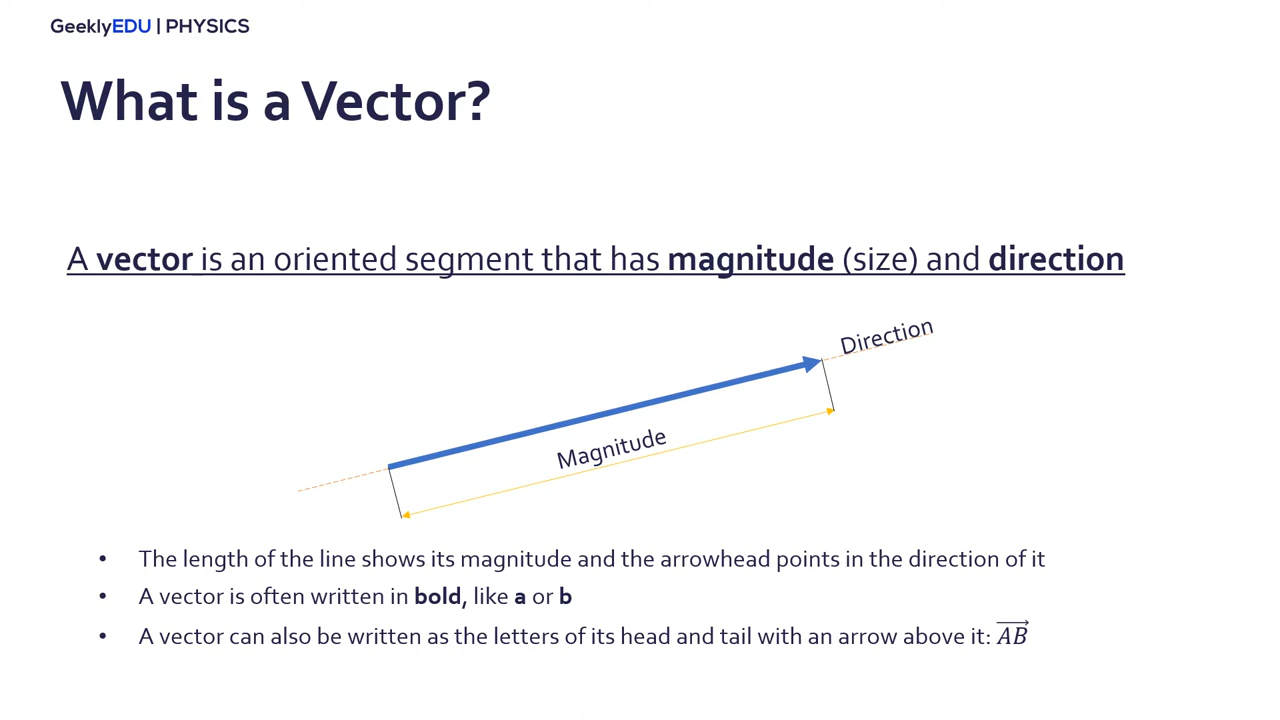 GeeklyEDU | PHYSICS
What is a Vector?
A vector is an oriented segment that has magnitude (size) and direction
Direction
Magnitude
• The length of the line shows its magnitude and the arrowhead points in the direction of it
• A vector is often written in bold, like a or b
• A vector can also be written as the letters of its head and tail with an arrow above it: $\overrightarrow{AB}$